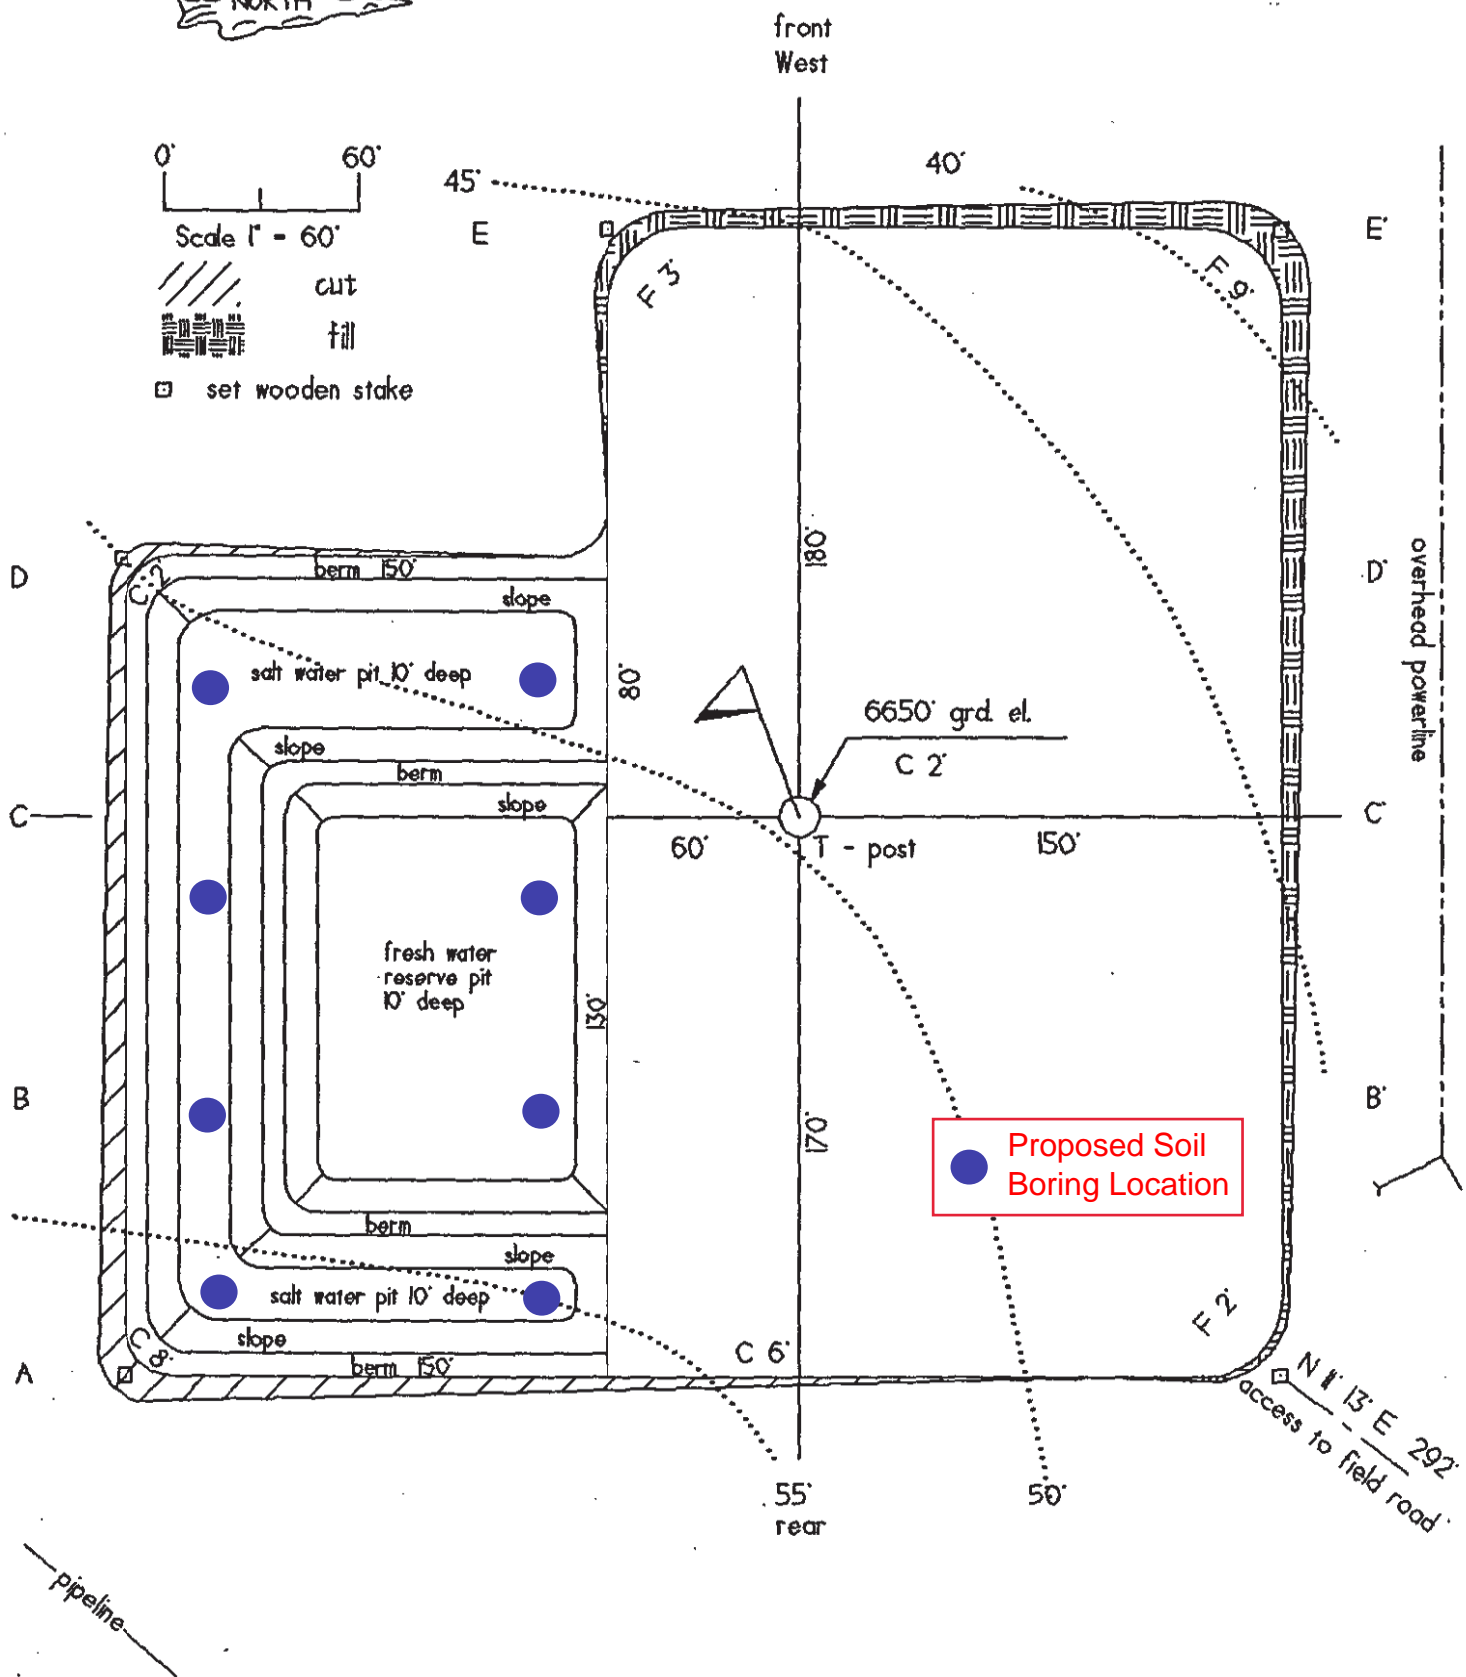 NORTH
front
West
0' 60'
Scale 1" - 60'
cut
fill
set wooden stake
45'
40'
E
E'
F 3'
F 9'
180'
D
D'
C 2'
berm 150'
slope
salt water pit 10' deep
80'
overhead powerline
6650' grd. el.
C 2'
slope
berm
slope
C
C'
60'
T - post
150'
fresh water
reserve pit
10' deep
130'
B
B'
170'
Proposed Soil
Boring Location
berm
slope
salt water pit 10' deep
slope
F 2'
C 8'
C 6'
berm 150'
A
N 11° 13' E 292'
access to field road
55'
rear
50'
pipeline